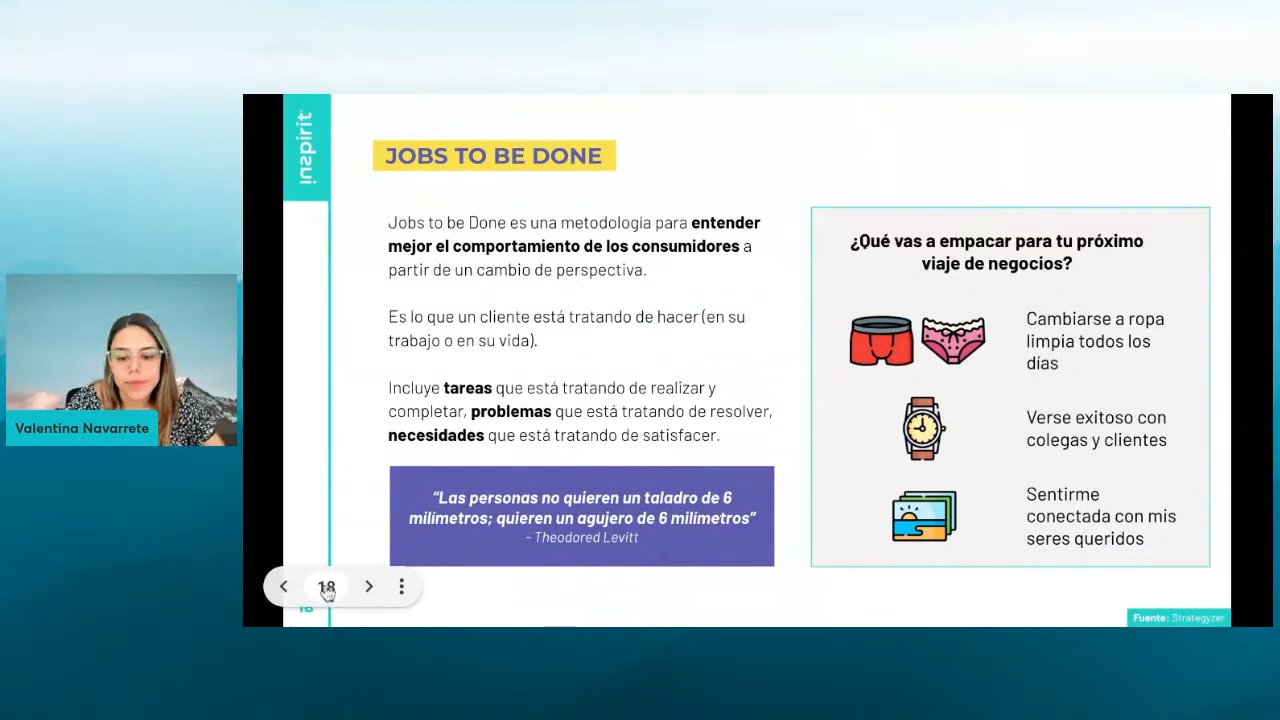 inspirit
JOBS TO BE DONE
Jobs to be Done es una metodología para entender
mejor el comportamiento de los consumidores a
partir de un cambio de perspectiva.
Es lo que un cliente está tratando de hacer (en su
trabajo o en su vida).
Incluye tareas que está tratando de realizar y
completar, problemas que está tratando de resolver,
necesidades que está tratando de satisfacer.
“Las personas no quieren un taladro de 6
milímetros; quieren un agujero de 6 milímetros”
- Theodored Levitt
¿Qué vas a empacar para tu próximo
viaje de negocios?
Cambiarse a ropa
limpia todos los
días
Verse exitoso con
colegas y clientes
Sentirme
conectada con mis
seres queridos
Valentina Navarrete
18
18
Fuente: Strategyzer